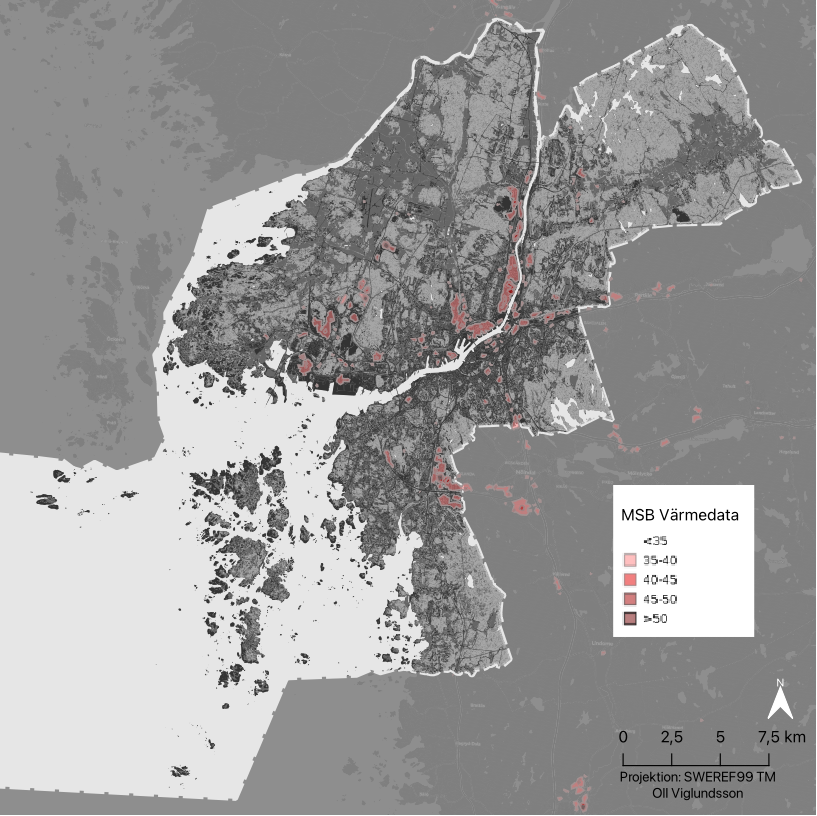 MSB Värmedata
<35
35-40
40-45
45-50
>50
N
0 2,5 5 7,5 km
Projektion: SWEREF99 TM
Oll Viglundsson